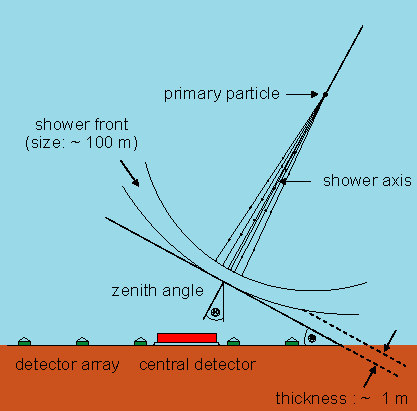 primary particle
shower front
(size: ~ 100 m)
shower axis
zenith angle
detector array
central detector
thickness : ~ 1 m